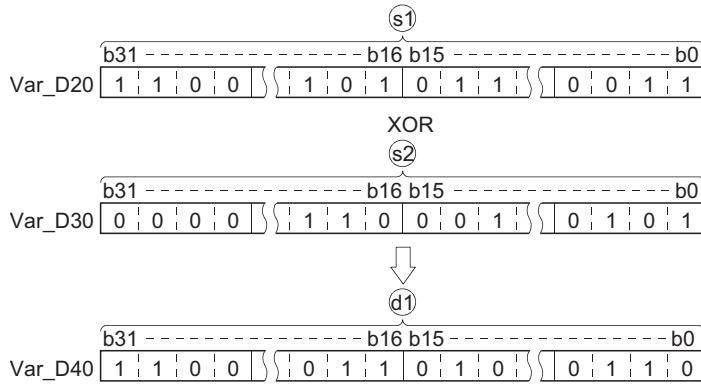 s1
b31 b16 b15 b0
Var_D20 1 1 0 0 1 0 1 0 1 1 0 0 1 1
XOR
s2
b31 b16 b15 b0
Var_D30 0 0 0 0 1 1 0 0 0 1 0 1 0 1
d1
b31 b16 b15 b0
Var_D40 1 1 0 0 0 1 1 0 1 0 0 1 1 0